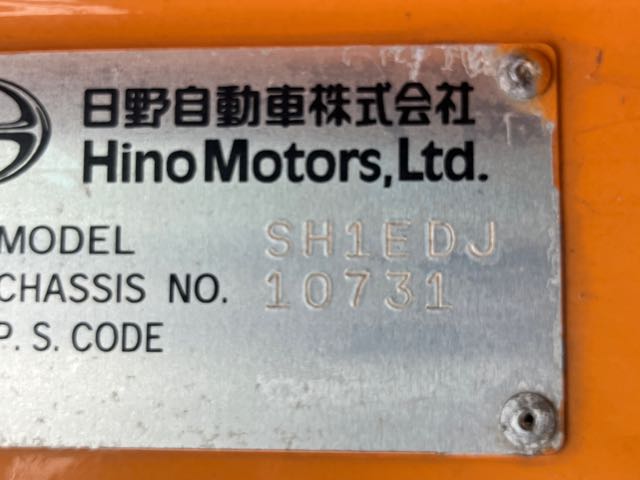 日野自動車株式会社
Hino Motors, Ltd.
MODEL SH1EDJ
CHASSIS NO. 10731
P. S. CODE